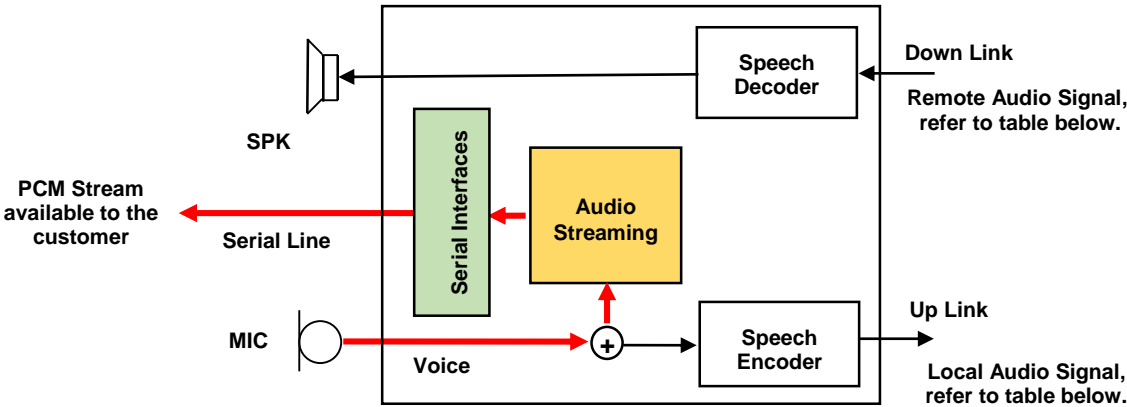 Speech
Decoder
Down Link
Remote Audio Signal,
refer to table below.
SPK
Serial Interfaces
Audio
Streaming
PCM Stream
available to the
customer
Serial Line
MIC
Voice
+
Speech
Encoder
Up Link
Local Audio Signal,
refer to table below.